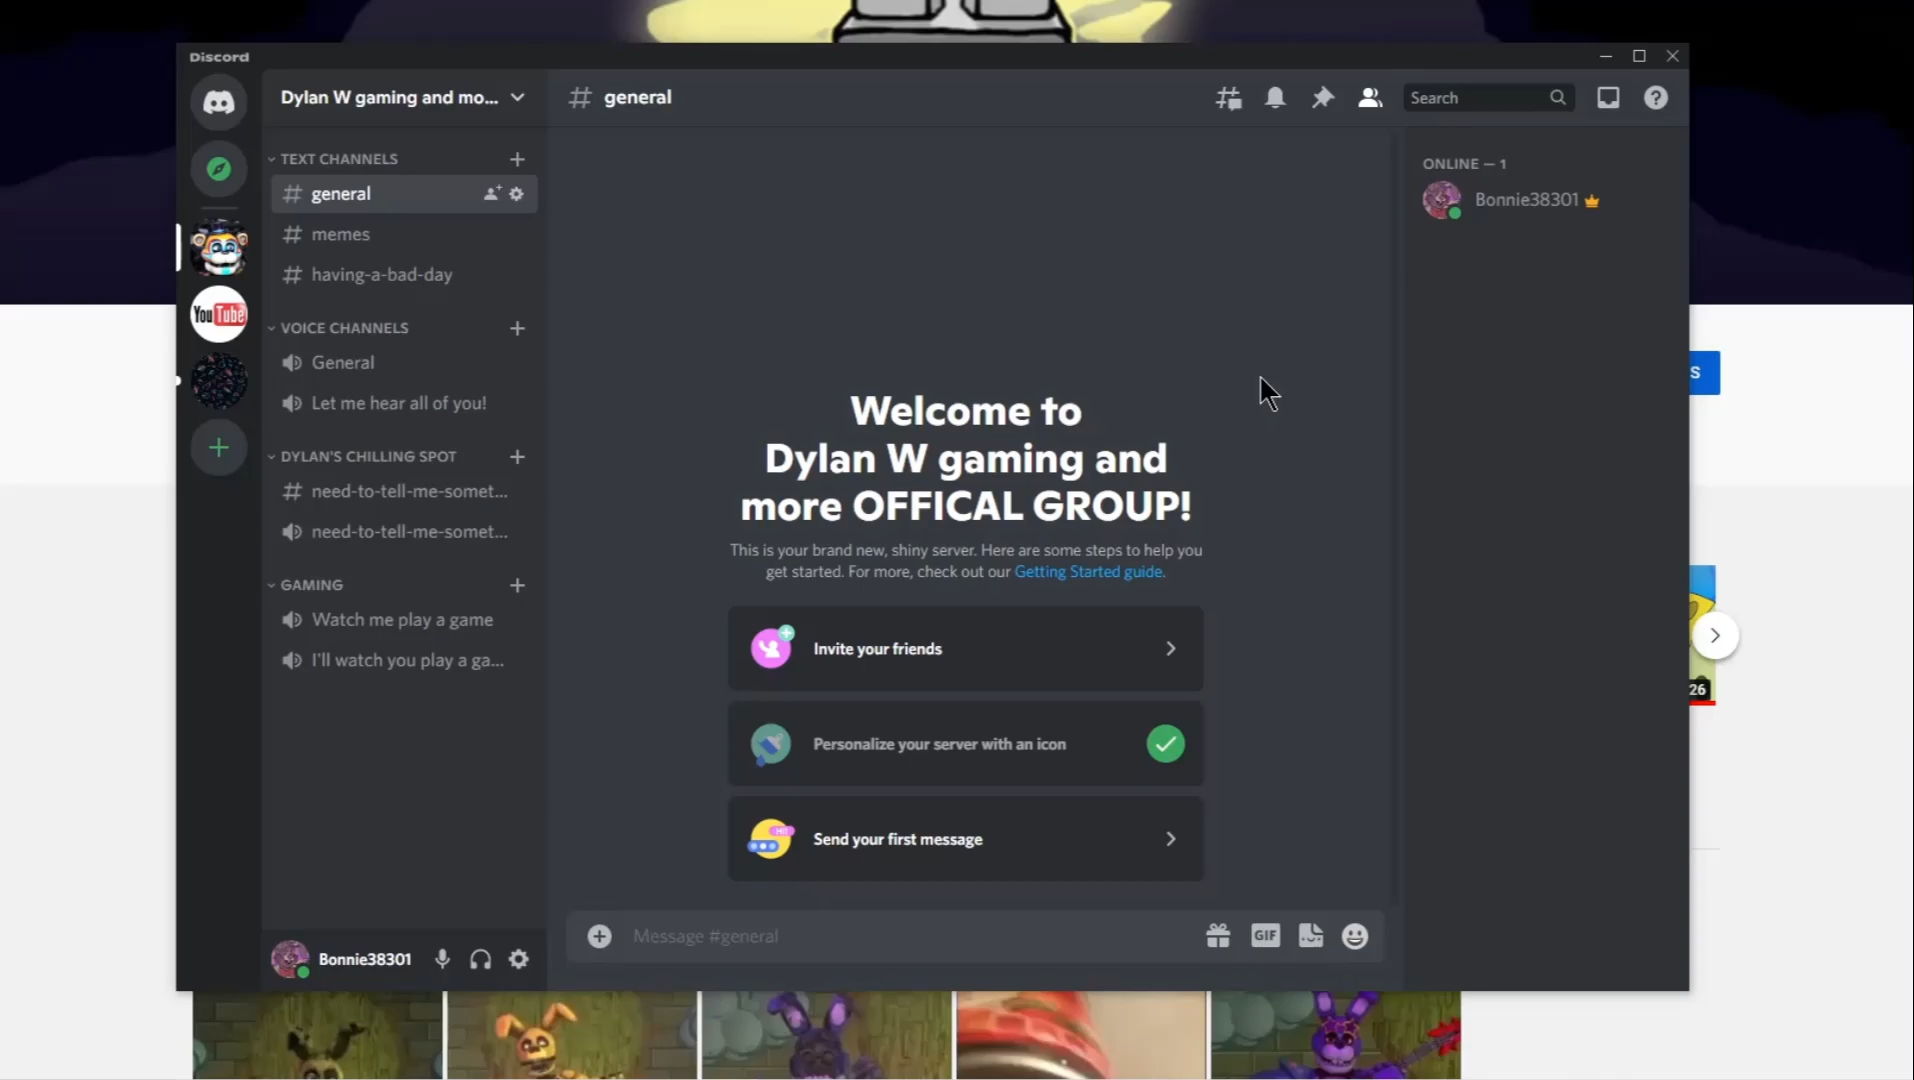 Discord
Dylan W gaming and mo...
general
Search
TEXT CHANNELS
general
memes
having-a-bad-day
VOICE CHANNELS
General
Let me hear all of you!
DYLAN'S CHILLING SPOT
need-to-tell-me-somet...
need-to-tell-me-somet...
GAMING
Watch me play a game
I'll watch you play a ga...
Bonnie38301
YouTube
Welcome to
Dylan W gaming and
more OFFICAL GROUP!
This is your brand new, shiny server. Here are some steps to help you
get started. For more, check out our Getting Started guide.
Invite your friends
Personalize your server with an icon
HI!
Send your first message
Message #general
GIF
ONLINE — 1
Bonnie38301
S
26